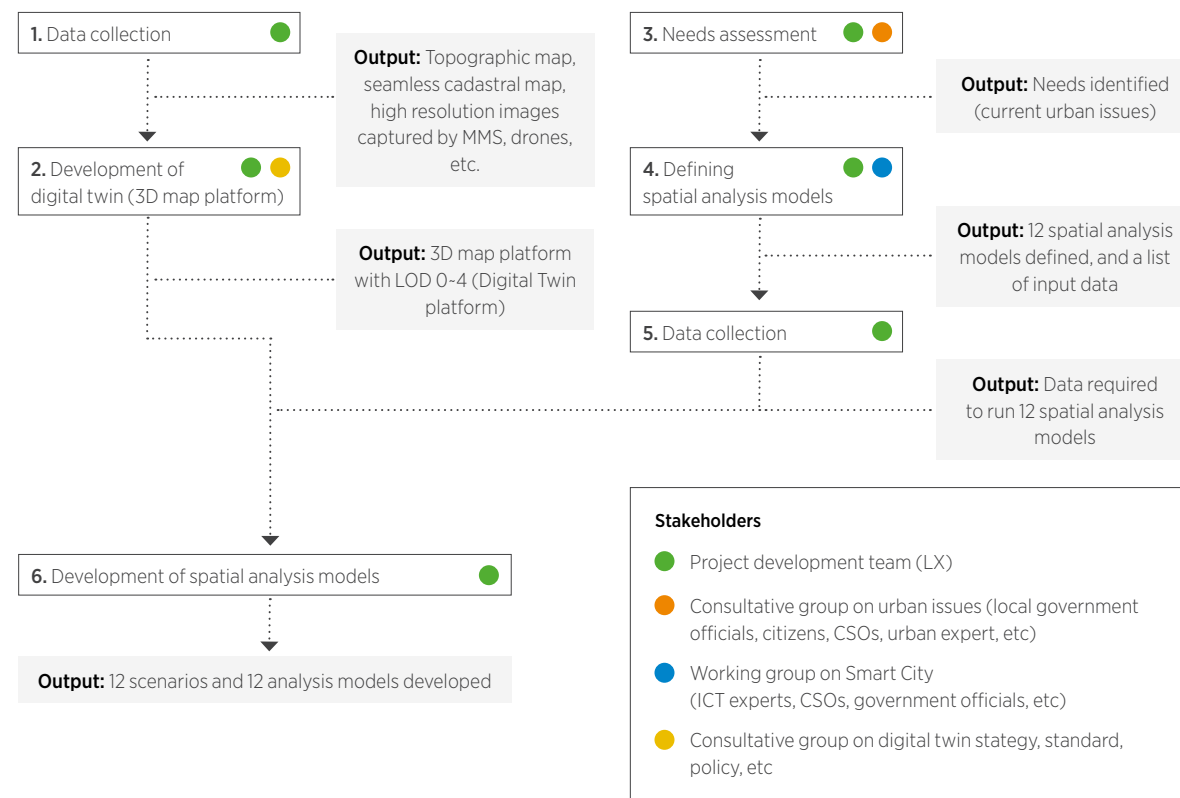 1. Data collection
Output: Topographic map,
seamless cadastral map,
high resolution images
captured by MMS, drones,
etc.
2. Development of
digital twin (3D map platform)
Output: 3D map platform
with LOD 0~4 (Digital Twin
platform)
3. Needs assessment
Output: Needs identified
(current urban issues)
4. Defining
spatial analysis models
Output: 12 spatial analysis
models defined, and a list
of input data
5. Data collection
Output: Data required
to run 12 spatial analysis
models
6. Development of spatial analysis models
Output: 12 scenarios and 12 analysis models developed
Stakeholders
Project development team (LX)
Consultative group on urban issues (local government
officials, citizens, CSOs, urban expert, etc)
Working group on Smart City
(ICT experts, CSOs, government officials, etc)
Consultative group on digital twin stategy, standard,
policy, etc